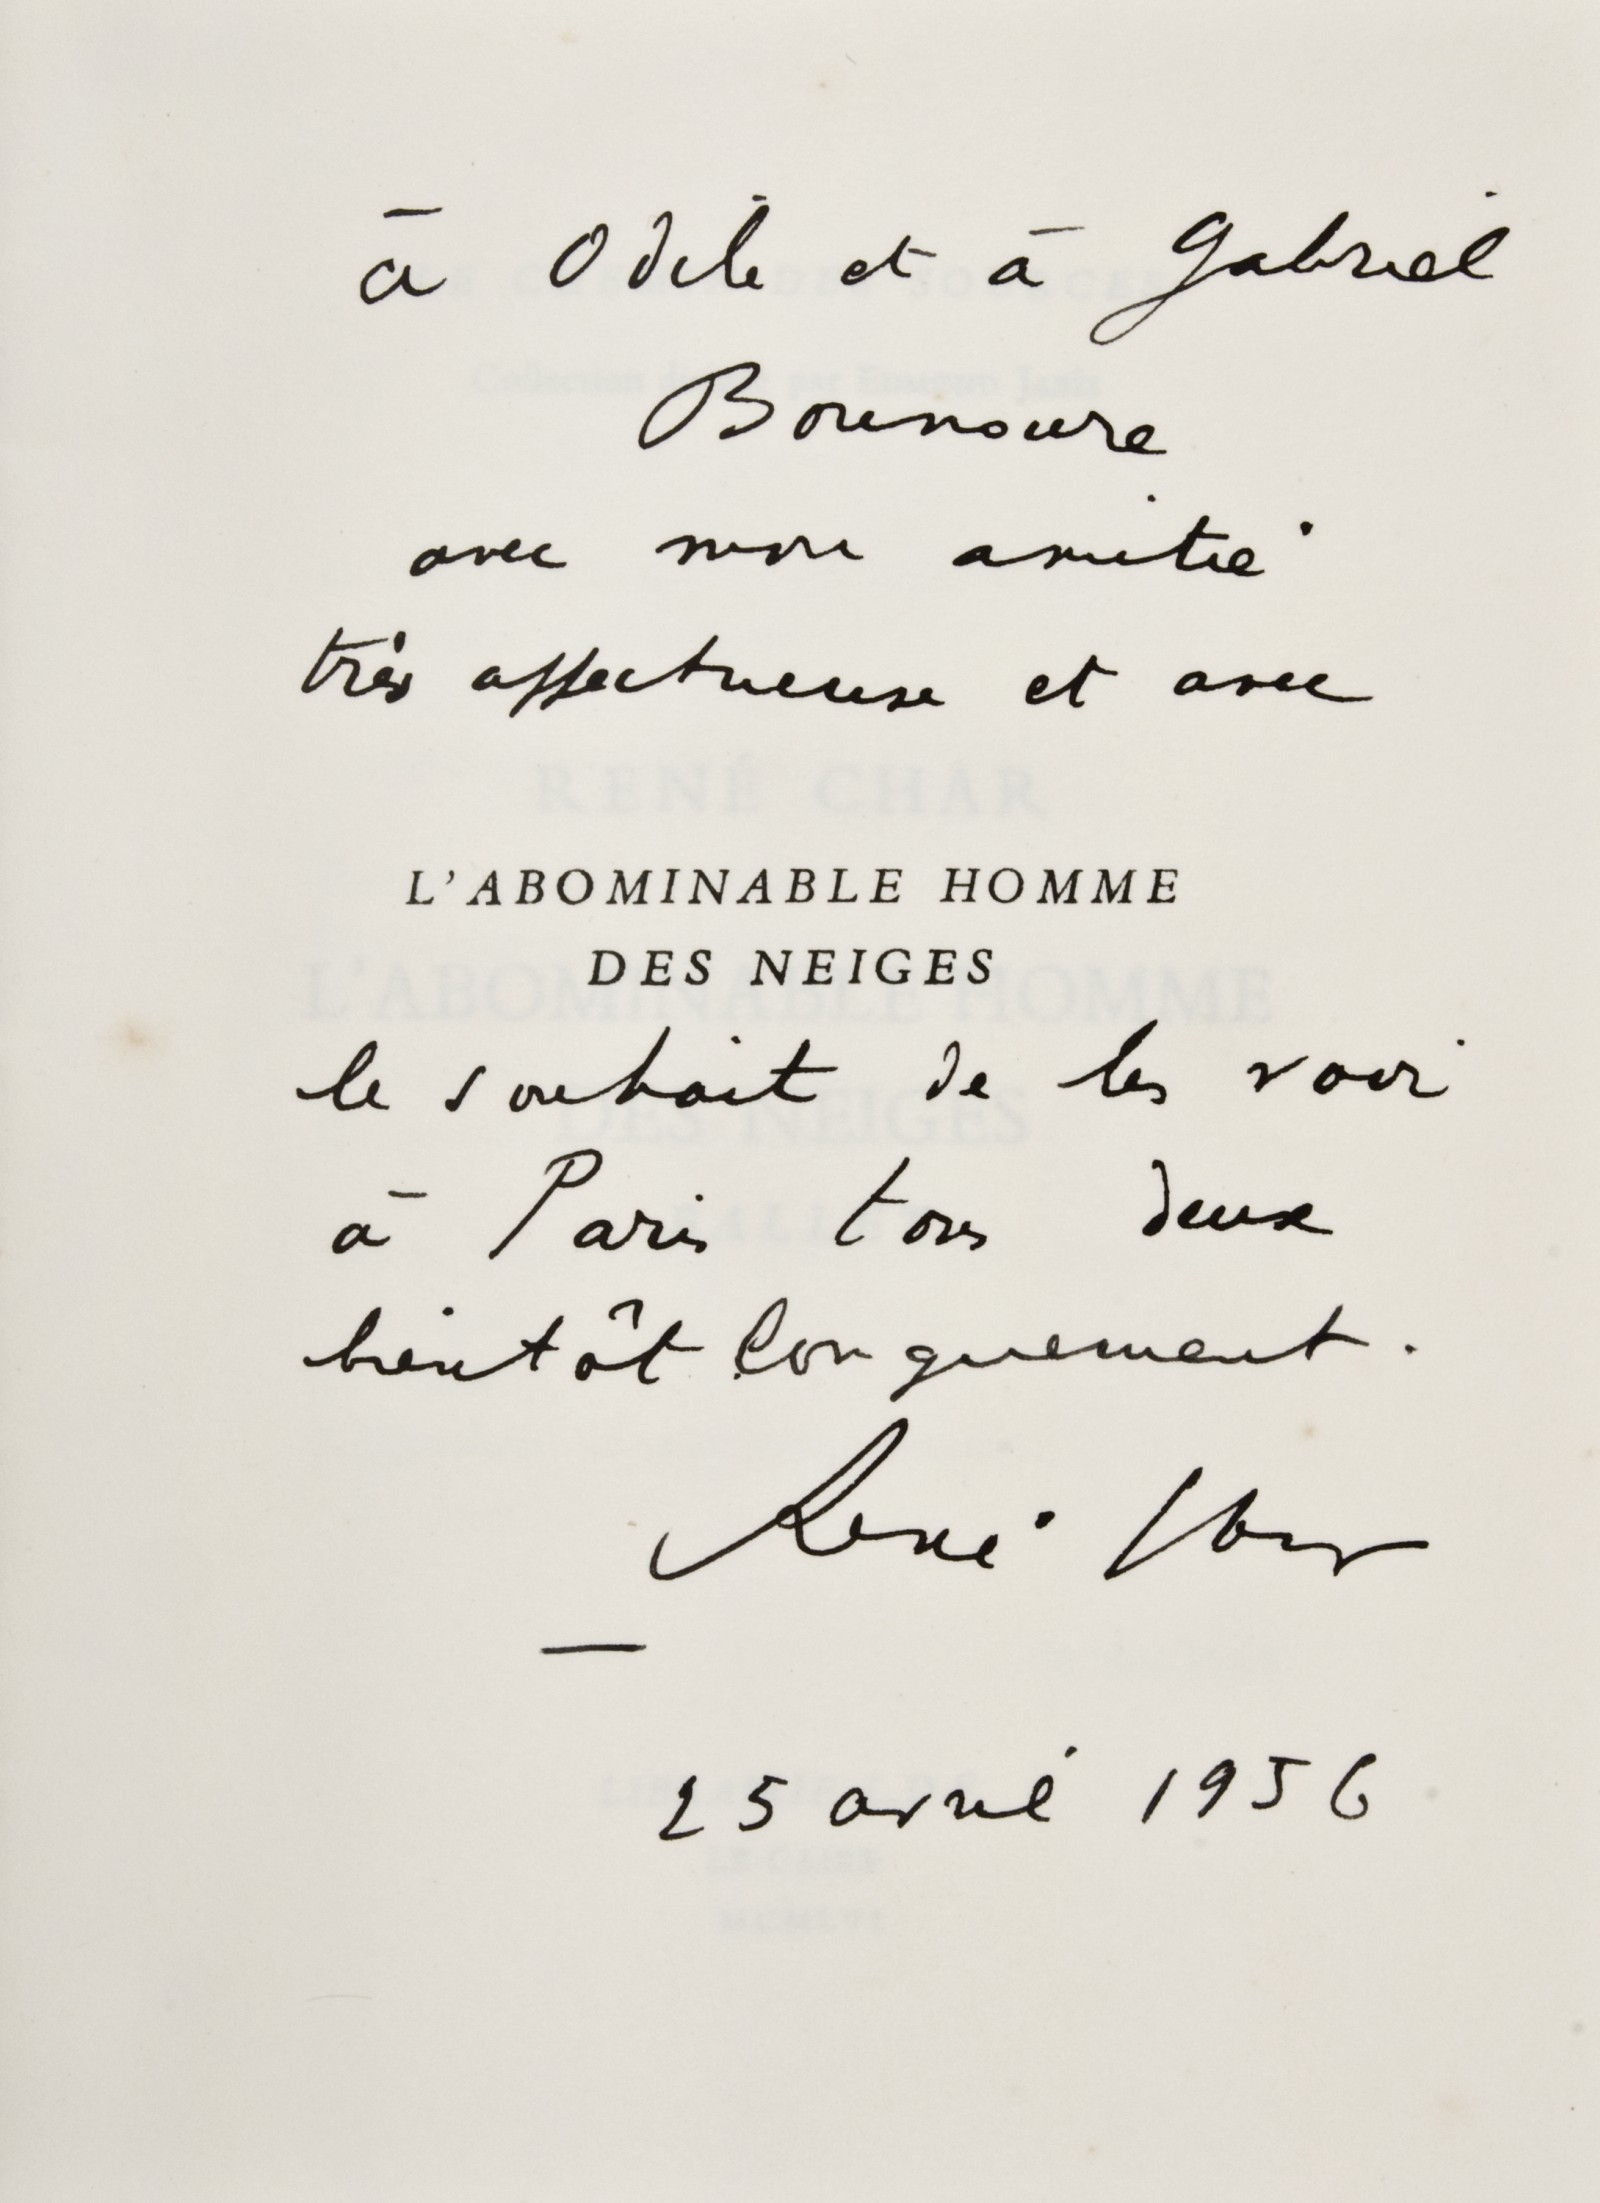 à Odile et à Gabriel
Bounoure
avec mon amitié
très affectueuse et avec
L'ABOMINABLE HOMME
DES NEIGES
le souhait de les voir
à Paris tous deux
bientôt longuement.
René Char
—
25 avril 1956